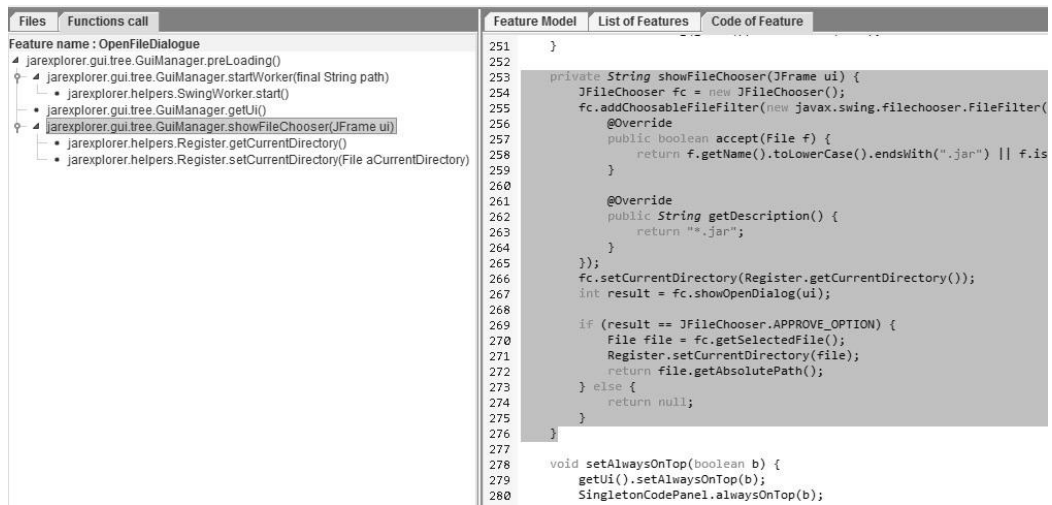 Files Functions call
Feature name : OpenFileDialogue
jarexplorer.gui.tree.GuiManager.preLoading()
jarexplorer.gui.tree.GuiManager.startWorker(final String path)
jarexplorer.helpers.SwingWorker.start()
jarexplorer.gui.tree.GuiManager.getUi()
jarexplorer.gui.tree.GuiManager.showFileChooser(JFrame ui)
jarexplorer.helpers.Register.getCurrentDirectory()
jarexplorer.helpers.Register.setCurrentDirectory(File aCurrentDirectory)
Feature Model List of Features Code of Feature
251 }
252
253 private String showFileChooser(JFrame ui) {
254 JFileChooser fc = new JFileChooser();
255 fc.addChoosableFileFilter(new javax.swing.filechooser.FileFilter(
256 @Override
257 public boolean accept(File f) {
258 return f.getName().toLowerCase().endsWith(".jar") || f.is
259 }
260
261 @Override
262 public String getDescription() {
263 return "*.jar";
264 }
265 });
266 fc.setCurrentDirectory(Register.getCurrentDirectory());
267 int result = fc.showOpenDialog(ui);
268
269 if (result == JFileChooser.APPROVE_OPTION) {
270 File file = fc.getSelectedFile();
271 Register.setCurrentDirectory(file);
272 return file.getAbsolutePath();
273 } else {
274 return null;
275 }
276 }
277
278 void setAlwaysOnTop(boolean b) {
279 getUi().setAlwaysOnTop(b);
280 SingletonCodePanel.alwaysOnTop(b);